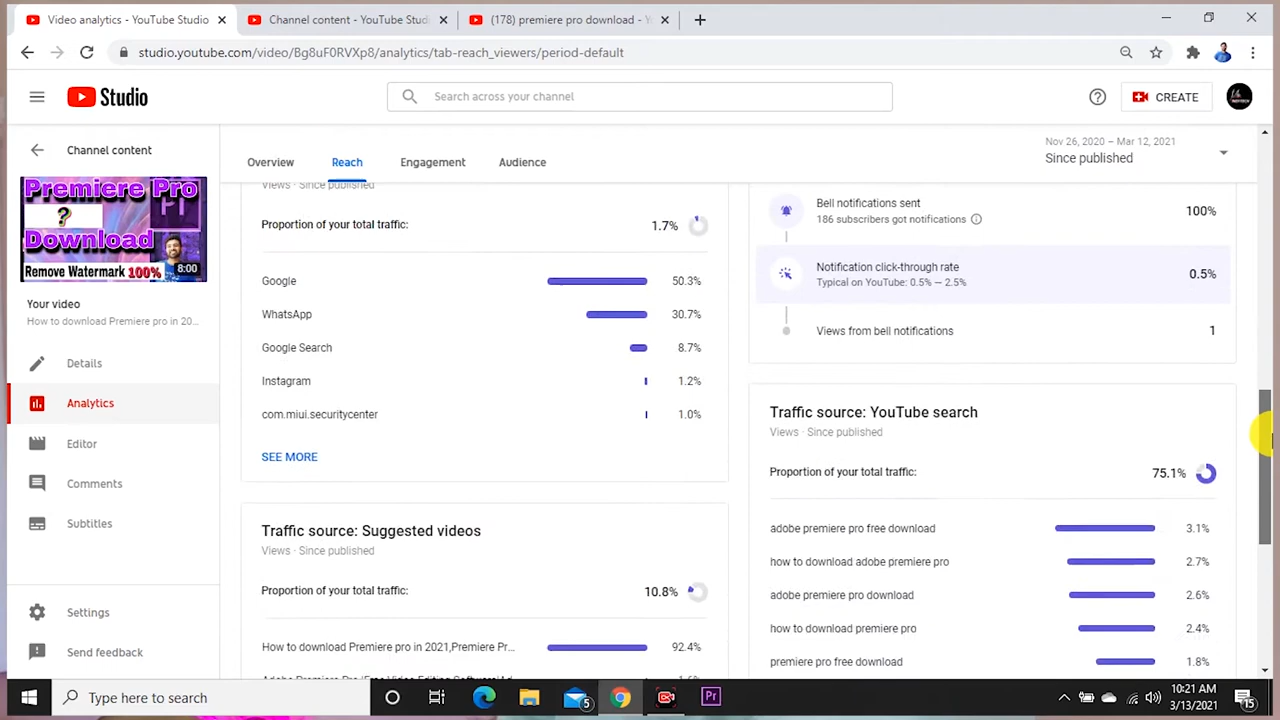 Video analytics - YouTube Studio
Channel content - YouTube Studi
(178) premiere pro download - Y
studio.youtube.com/video/Bg8uF0RVXp8/analytics/tab-reach_viewers/period-default
Studio
Search across your channel
CREATE
Channel content
Overview
Reach
Engagement
Audience
Nov 26, 2020 – Mar 12, 2021
Since published
Premiere Pro
?
Download
Remove Watermark 100%
8:00
Your video
How to download Premiere pro in 20...
Details
Analytics
Editor
Comments
Subtitles
Settings
Send feedback
Views · Since published
Proportion of your total traffic:
1.7%
Google
50.3%
WhatsApp
30.7%
Google Search
8.7%
Instagram
1.2%
com.miui.securitycenter
1.0%
SEE MORE
Traffic source: Suggested videos
Views · Since published
Proportion of your total traffic:
10.8%
How to download Premiere pro in 2021,Premiere Pr...
92.4%
Bell notifications sent
186 subscribers got notifications
100%
Notification click-through rate
Typical on YouTube: 0.5% — 2.5%
0.5%
Views from bell notifications
1
Traffic source: YouTube search
Views · Since published
Proportion of your total traffic:
75.1%
adobe premiere pro free download
3.1%
how to download adobe premiere pro
2.7%
adobe premiere pro download
2.6%
how to download premiere pro
2.4%
premiere pro free download
1.8%
Type here to search
5
Pr
10:21 AM
3/13/2021
15